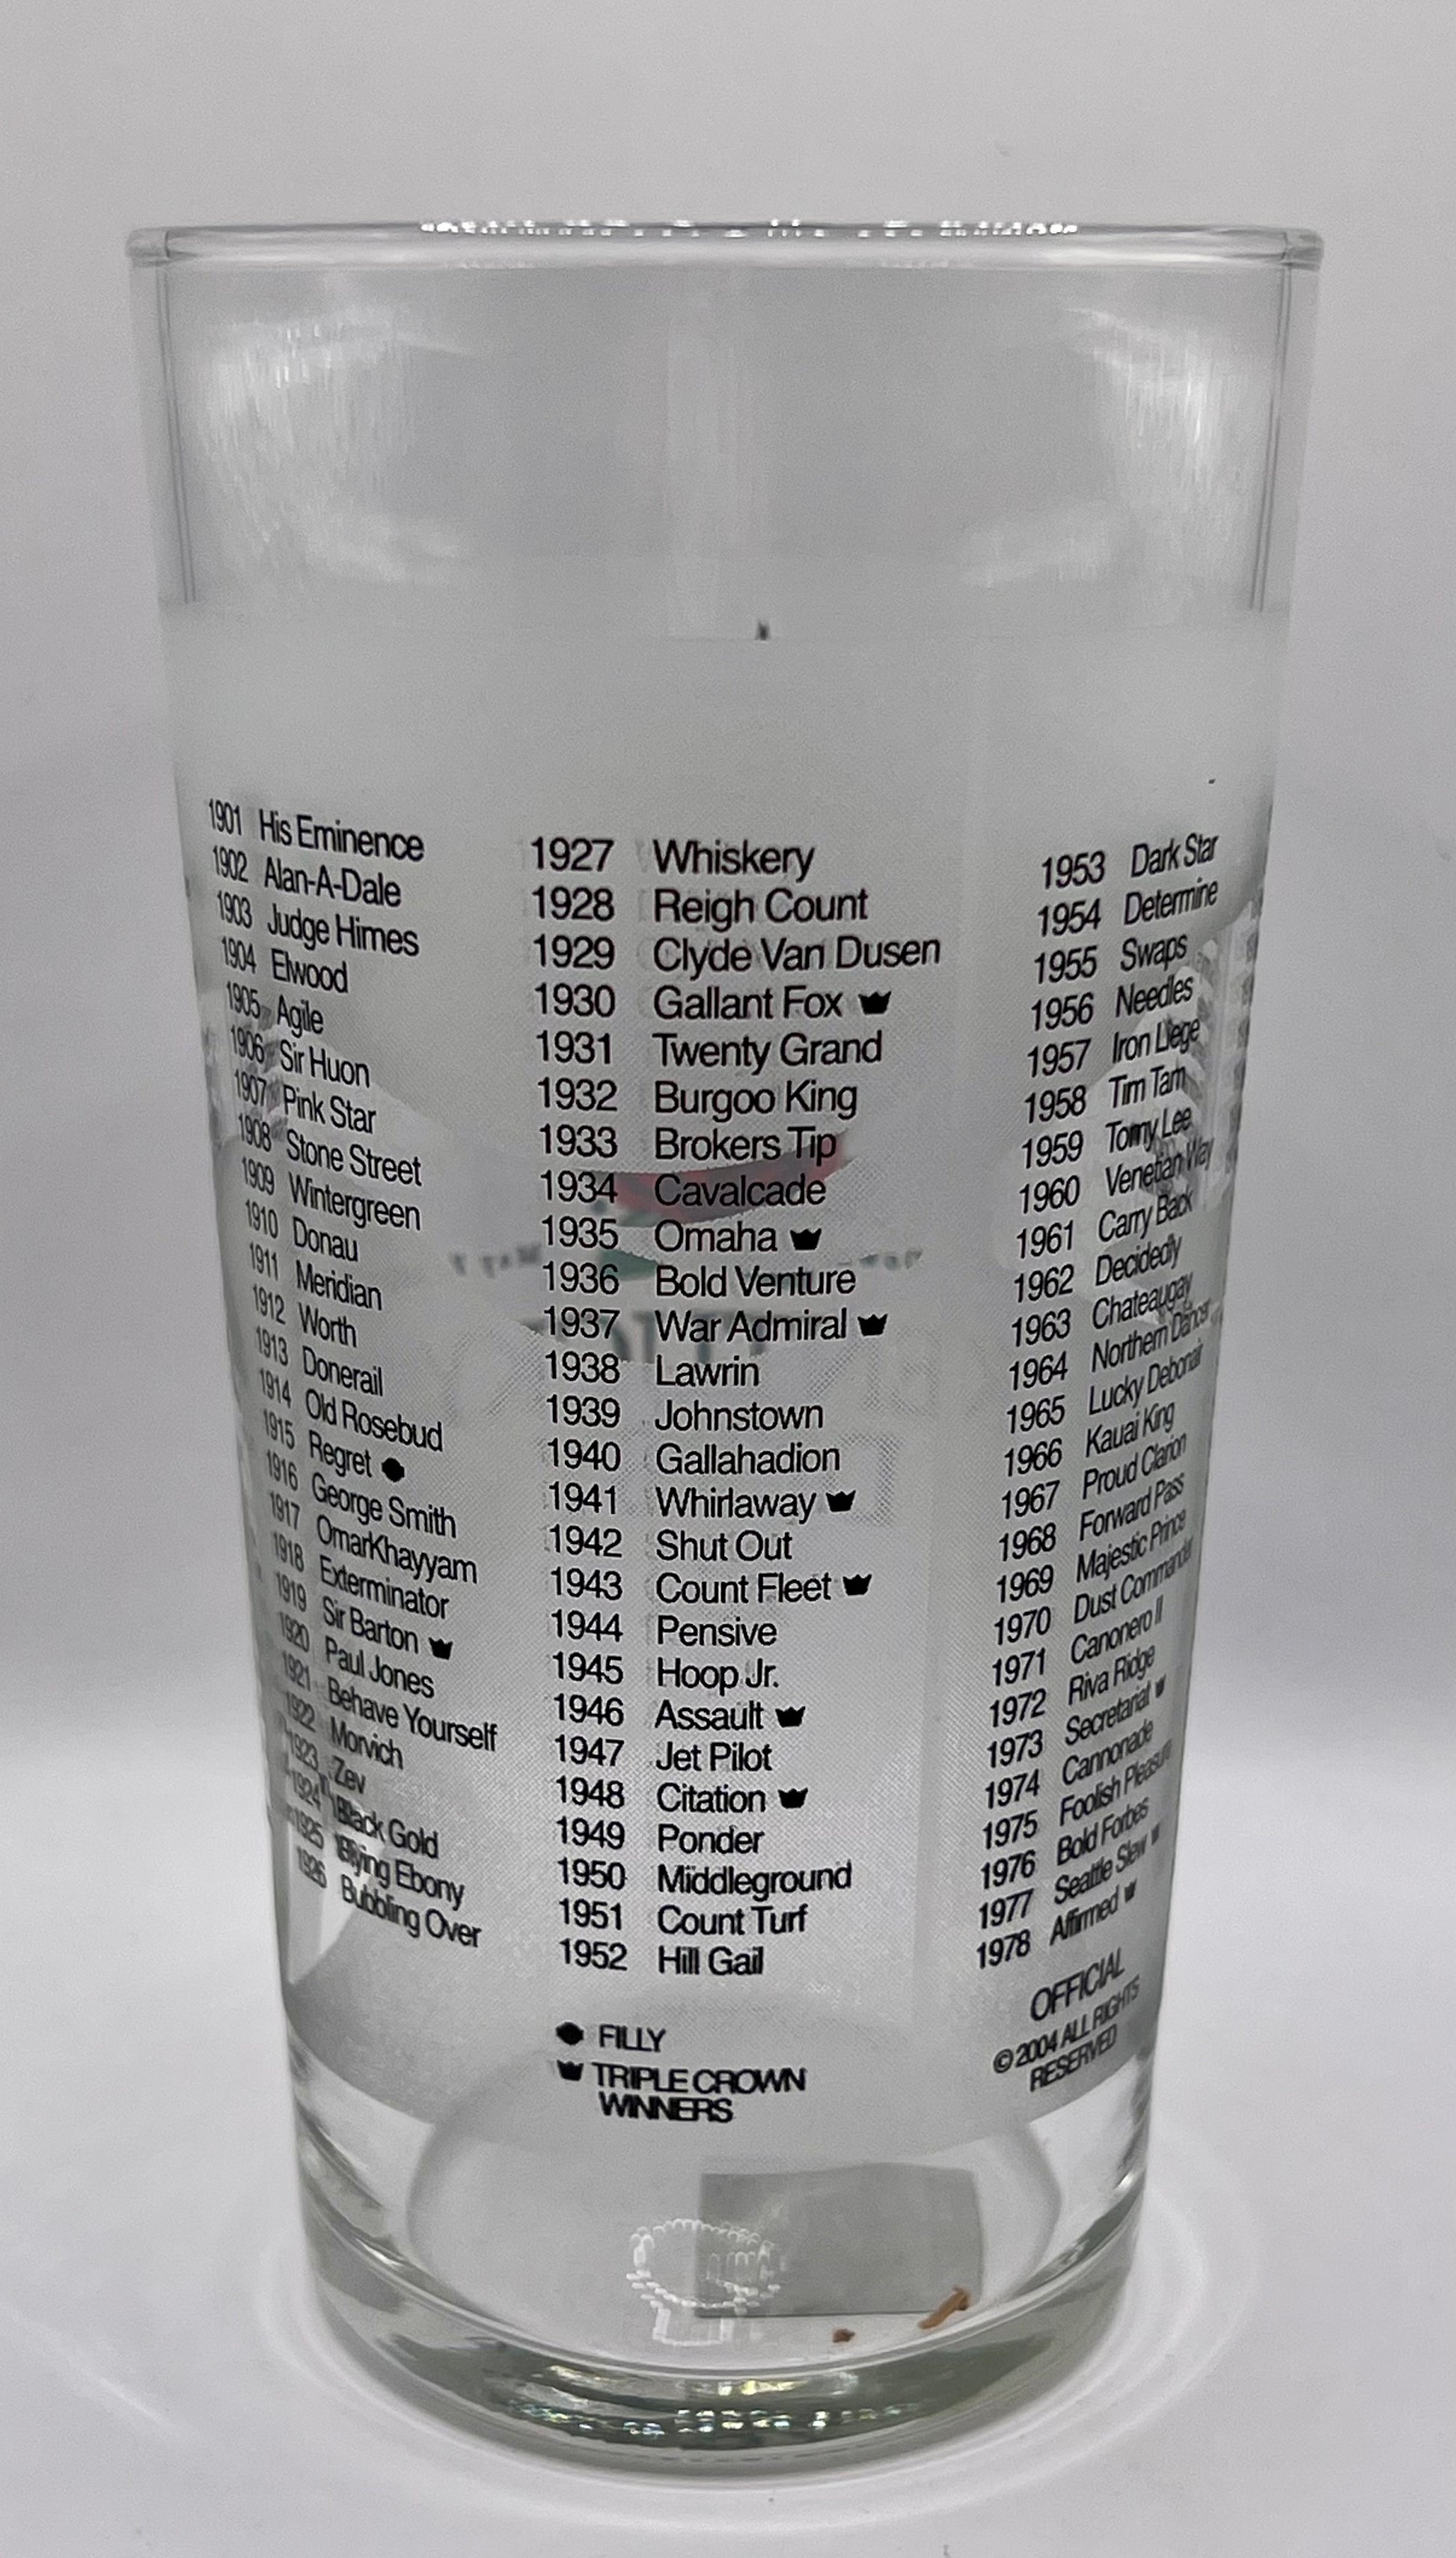 1901 His Eminence
1902 Alan-A-Dale
1903 Judge Himes
1904 Elwood
1905 Agile
1906 Sir Huon
1907 Pink Star
1908 Stone Street
1909 Wintergreen
1910 Donau
1911 Meridian
1912 Worth
1913 Donerail
1914 Old Rosebud
1915 Regret
1916 George Smith
1917 OmarKhayyam
1918 Exterminator
1919 Sir Barton
1920 Paul Jones
1921 Behave Yourself
1922 Morvich
1923 Zev
1924 Black Gold
1925 Flying Ebony
1926 Bubbling Over
1927 Whiskery
1928 Reigh Count
1929 Clyde Van Dusen
1930 Gallant Fox
1931 Twenty Grand
1932 Burgoo King
1933 Brokers Tip
1934 Cavalcade
1935 Omaha
1936 Bold Venture
1937 War Admiral
1938 Lawrin
1939 Johnstown
1940 Gallahadion
1941 Whirlaway
1942 Shut Out
1943 Count Fleet
1944 Pensive
1945 Hoop Jr.
1946 Assault
1947 Jet Pilot
1948 Citation
1949 Ponder
1950 Middleground
1951 Count Turf
1952 Hill Gail
FILLY
TRIPLE CROWN
WINNERS
1953 Dark Star
1954 Determine
1955 Swaps
1956 Needles
1957 Iron Liege
1958 Tim Tam
1959 Tomy Lee
1960 Venetian Way
1961 Carry Back
1962 Decidedly
1963 Chateaugay
1964 Northern Dancer
1965 Lucky Debonair
1966 Kauai King
1967 Proud Clarion
1968 Forward Pass
1969 Majestic Prince
1970 Dust Commander
1971 Canonero II
1972 Riva Ridge
1973 Secretariat
1974 Cannonade
1975 Foolish Pleasure
1976 Bold Forbes
1977 Seattle Slew
1978 Affirmed
OFFICIAL
© 2004 ALL RIGHTS
RESERVED